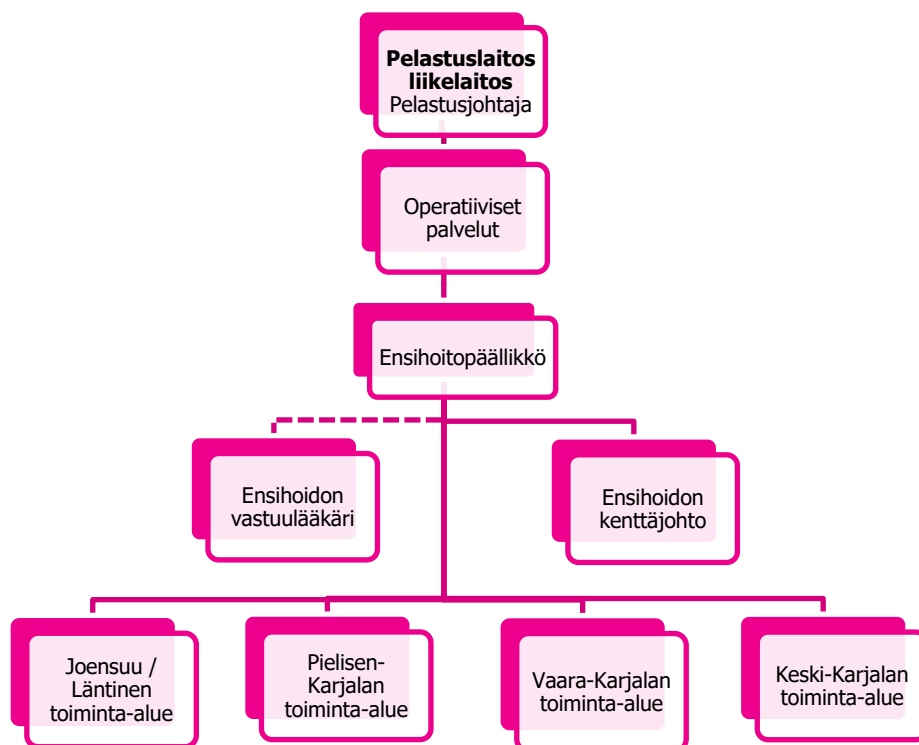 Pelastuslaitos
liikelaitos
Pelastusjohtaja
Operatiiviset
palvelut
Ensihoitopäällikkö
Ensihoidon
vastuulääkäri
Ensihoidon
kenttäjohto
Joensuu /
Läntinen
toiminta-alue
Pielisen-
Karjalan
toiminta-alue
Vaara-Karjalan
toiminta-alue
Keski-Karjalan
toiminta-alue